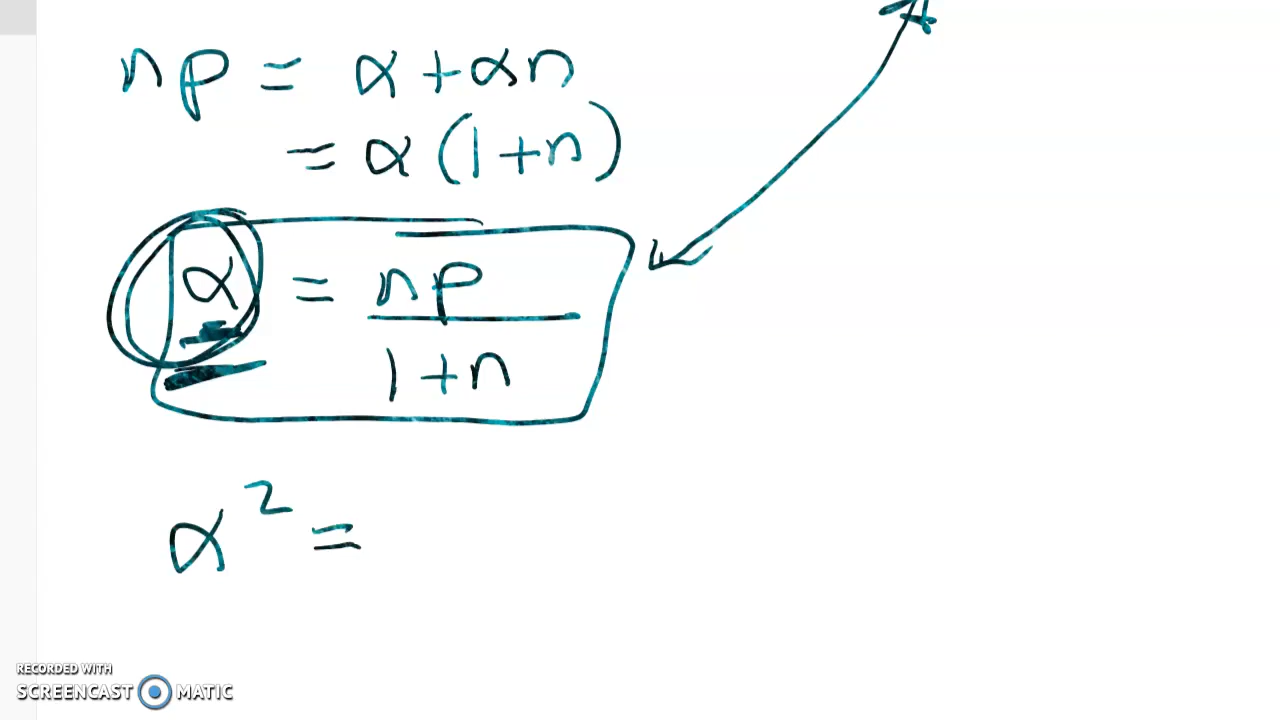 np = α + αn
= α (1 + n)
α = np
1 + n
α² =
RECORDED WITH
SCREENCAST MATIC